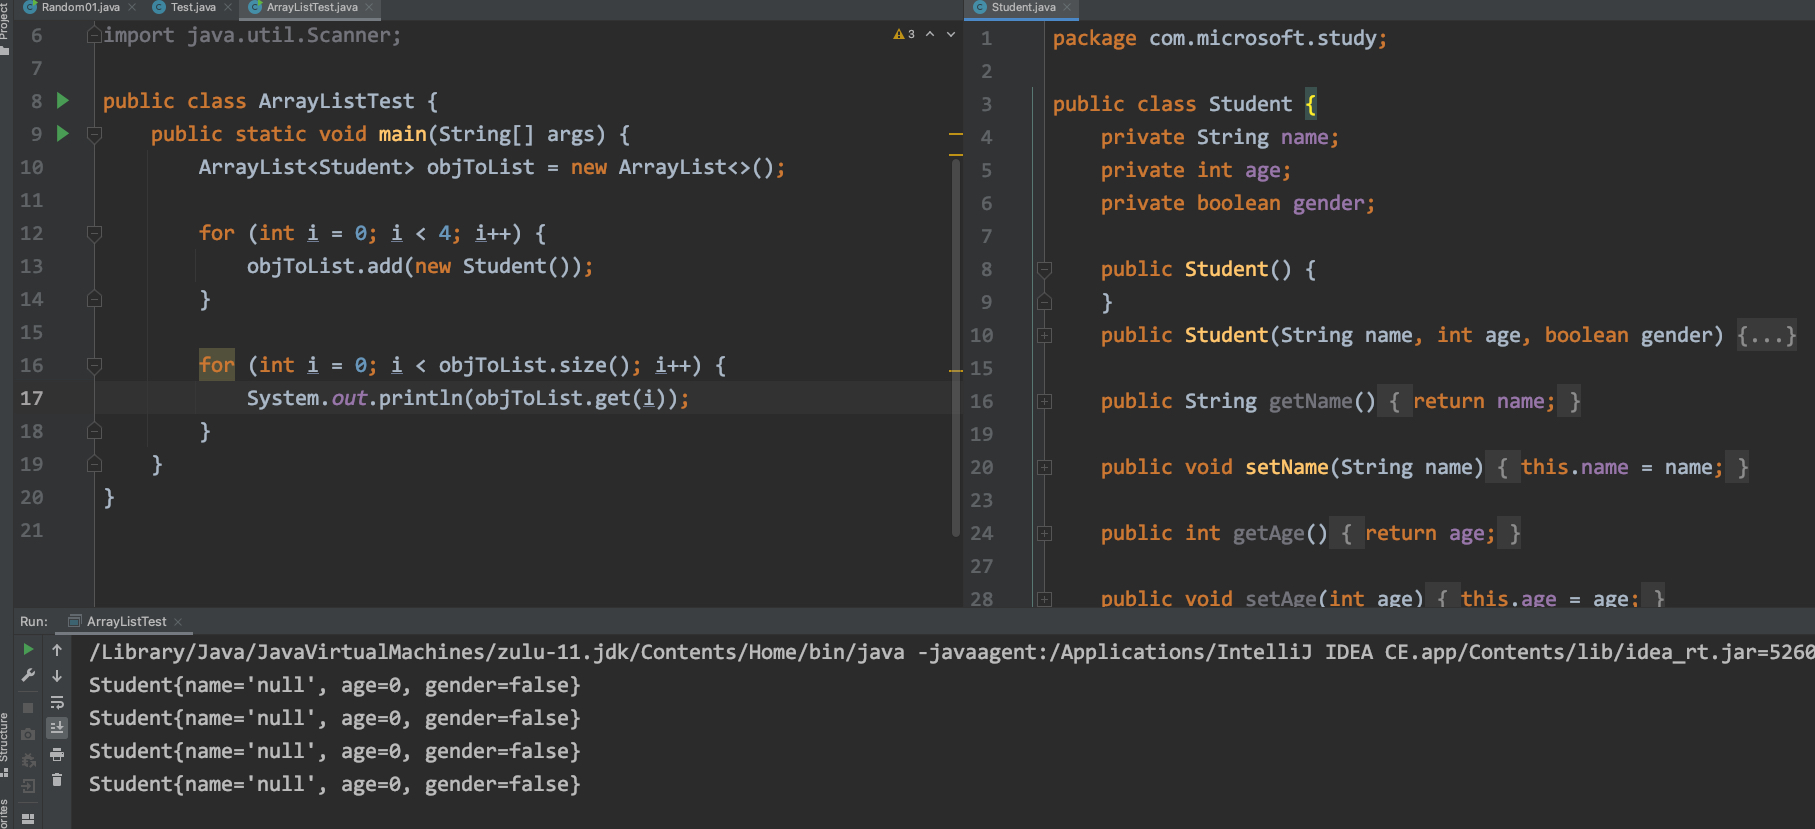 Project
Random01.java
Test.java
ArrayListTest.java
3
6 import java.util.Scanner;
7
8 public class ArrayListTest {
9 public static void main(String[] args) {
10 ArrayList<Student> objToList = new ArrayList<>();
11
12 for (int i = 0; i < 4; i++) {
13 objToList.add(new Student());
14 }
15
16 for (int i = 0; i < objToList.size(); i++) {
17 System.out.println(objToList.get(i));
18 }
19 }
20 }
21
Student.java
1 package com.microsoft.study;
2
3 public class Student {
4 private String name;
5 private int age;
6 private boolean gender;
7
8 public Student() {
9 }
10 public Student(String name, int age, boolean gender) {...}
15
16 public String getName() { return name; }
19
20 public void setName(String name) { this.name = name; }
23
24 public int getAge() { return age; }
27
28 public void setAge(int age) { this.age = age; }
Run: ArrayListTest
/Library/Java/JavaVirtualMachines/zulu-11.jdk/Contents/Home/bin/java -javaagent:/Applications/IntelliJ IDEA CE.app/Contents/lib/idea_rt.jar=5260
Student{name='null', age=0, gender=false}
Student{name='null', age=0, gender=false}
Student{name='null', age=0, gender=false}
Student{name='null', age=0, gender=false}
Structure